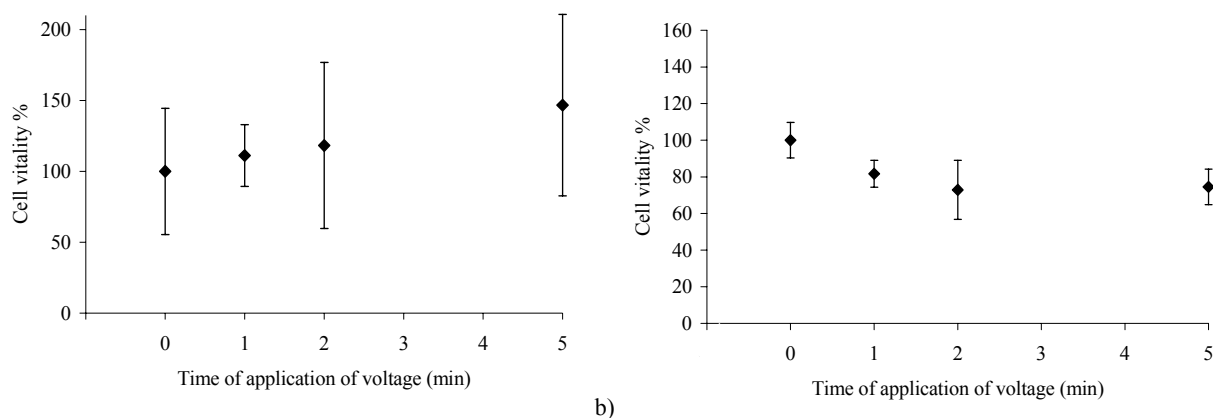 200
150
100
50
0
Cell vitality %
0 1 2 3 4 5
Time of application of voltage (min)
b)
160
140
120
100
80
60
40
20
0
Cell vitality %
0 1 2 3 4 5
Time of application of voltage (min)